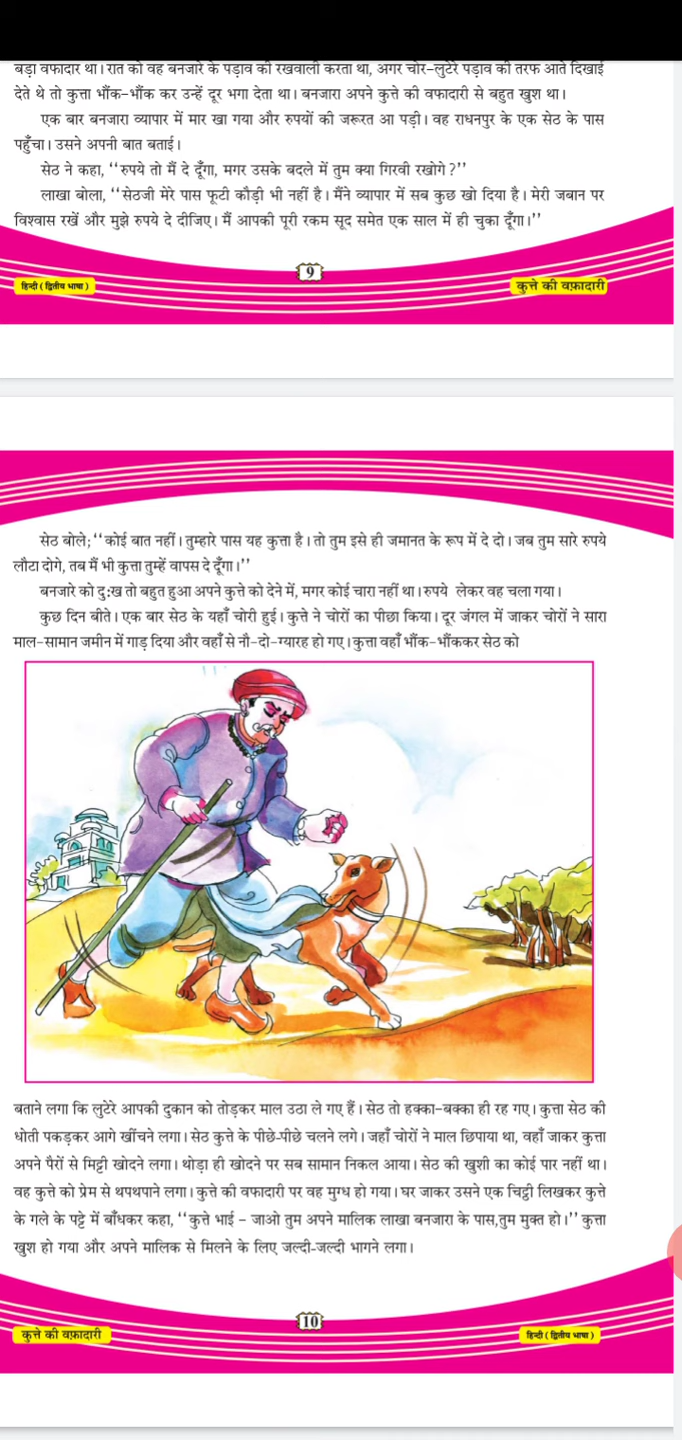 बड़ा वफादार था। रात को वह बनजारे के पड़ाव की रखवाली करता था, अगर चोर-लुटेरे पड़ाव की तरफ आते दिखाई
देते थे तो कुत्ता भौंक-भौंक कर उन्हें दूर भगा देता था। बनजारा अपने कुत्ते की वफादारी से बहुत खुश था।
एक बार बनजारा व्यापार में मार खा गया और रुपयों की जरूरत आ पड़ी। वह राधनपुर के एक सेठ के पास
पहुँचा। उसने अपनी बात बताई।
सेठ ने कहा, ‘‘रुपये तो मैं दे दूँगा, मगर उसके बदले में तुम क्या गिरवी रखोगे ?’’
लाखा बोला, ‘‘सेठजी मेरे पास फूटी कौड़ी भी नहीं है। मैंने व्यापार में सब कुछ खो दिया है। मेरी जबान पर
विश्वास रखें और मुझे रुपये दे दीजिए। मैं आपकी पूरी रकम सूद समेत एक साल में ही चुका दूँगा।’’
9
हिन्दी ( द्वितीय भाषा )
कुत्ते की वफ़ादारी
सेठ बोले; ‘‘कोई बात नहीं। तुम्हारे पास यह कुत्ता है। तो तुम इसे ही जमानत के रूप में दे दो। जब तुम सारे रुपये
लौटा दोगे, तब मैं भी कुत्ता तुम्हें वापस दे दूँगा।’’
बनजारे को दुःख तो बहुत हुआ अपने कुत्ते को देने में, मगर कोई चारा नहीं था। रुपये लेकर वह चला गया।
कुछ दिन बीते। एक बार सेठ के यहाँ चोरी हुई। कुत्ते ने चोरों का पीछा किया। दूर जंगल में जाकर चोरों ने सारा
माल-सामान जमीन में गाड़ दिया और वहाँ से नौ-दो-ग्यारह हो गए। कुत्ता वहाँ भौंक-भौंककर सेठ को
बताने लगा कि लुटेरे आपकी दुकान को तोड़कर माल उठा ले गए हैं। सेठ तो हक्का-बक्का ही रह गए। कुत्ता सेठ की
धोती पकड़कर आगे खींचने लगा। सेठ कुत्ते के पीछे-पीछे चलने लगे। जहाँ चोरों ने माल छिपाया था, वहाँ जाकर कुत्ता
अपने पैरों से मिट्टी खोदने लगा। थोड़ा ही खोदने पर सब सामान निकल आया। सेठ की खुशी का कोई पार नहीं था।
वह कुत्ते को प्रेम से थपथपाने लगा। कुत्ते की वफादारी पर वह मुग्ध हो गया। घर जाकर उसने एक चिट्ठी लिखकर कुत्ते
के गले के पट्टे में बाँधकर कहा, ‘‘कुत्ते भाई - जाओ तुम अपने मालिक लाखा बनजारा के पास,तुम मुक्त हो।’’ कुत्ता
खुश हो गया और अपने मालिक से मिलने के लिए जल्दी-जल्दी भागने लगा।
10
कुत्ते की वफ़ादारी
हिन्दी ( द्वितीय भाषा )